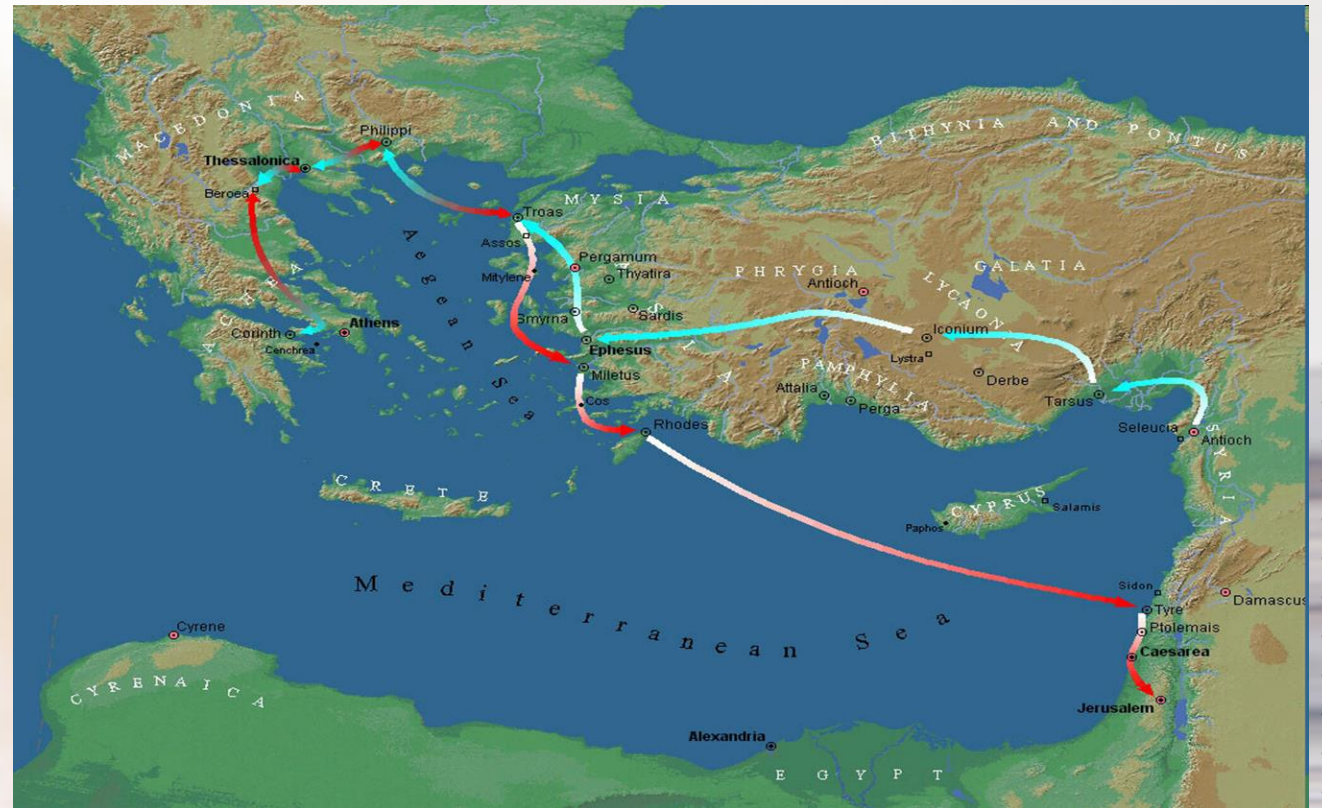 MACEDONIA
Philippi
BITHYNIA AND PONTUS
Thessalonica
Beroea
MYSIA
Troas
Assos
Aegean Sea
Pergamum
Mitylene
Thyatira
PHRYGIA
GALATIA
Antioch
LYCAONIA
ACHEA
Smyrna
Sardis
ASIA
Corinth
Athens
Cenchrea
Ephesus
Iconium
Lystra
Miletus
PAMPHYLIA
Derbe
Attalia
Perga
Tarsus
Cos
Rhodes
Seleucia
Antioch
SYRIA
CRETE
CYPRUS
Salamis
Paphos
Mediterranean Sea
Sidon
Damascus
Tyre
Cyrene
Ptolemais
Caesarea
CYRENAICA
Jerusalem
Alexandria
EGYPT